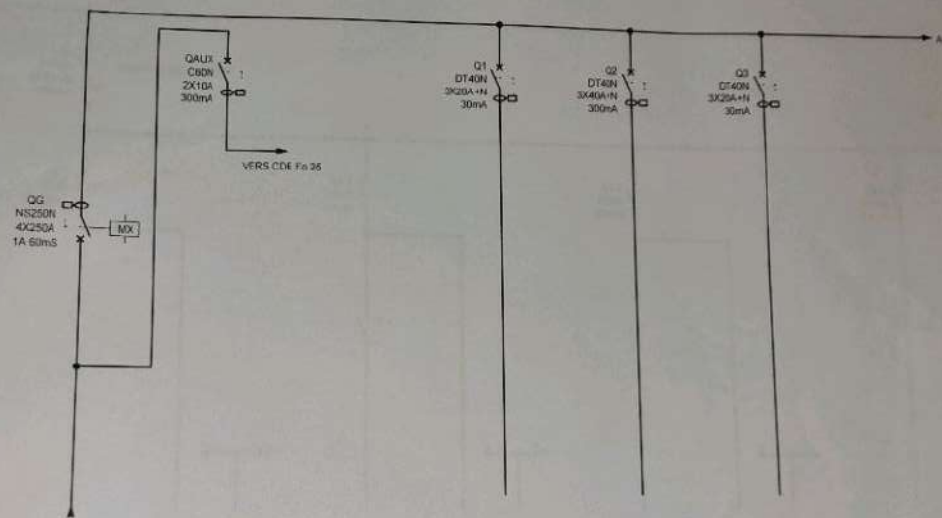 QAUX
C60N
2X10A
300mA
VERS CDE Fo 25
QG
NS250N
4X250A
1A 60mS
MX
Q1
DT40N
3X20A+N
30mA
Q2
DT40N
3X40A+N
300mA
Q3
DT40N
3X20A+N
30mA
A